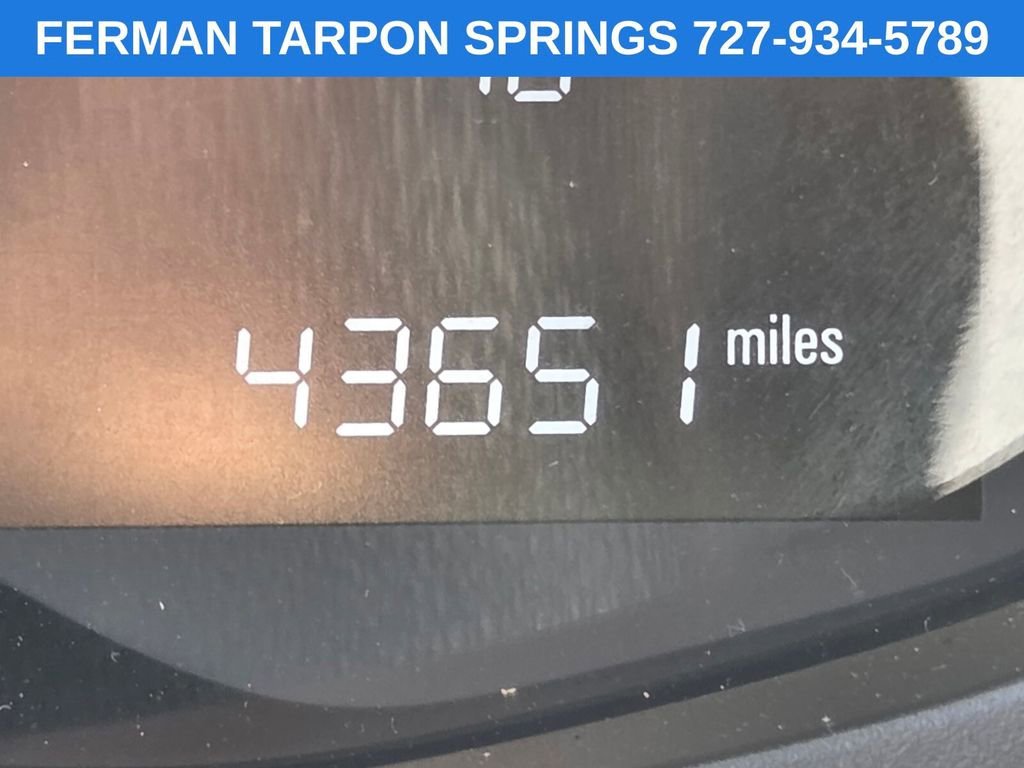 FERMAN TARPON SPRINGS 727-934-5789
43651 miles